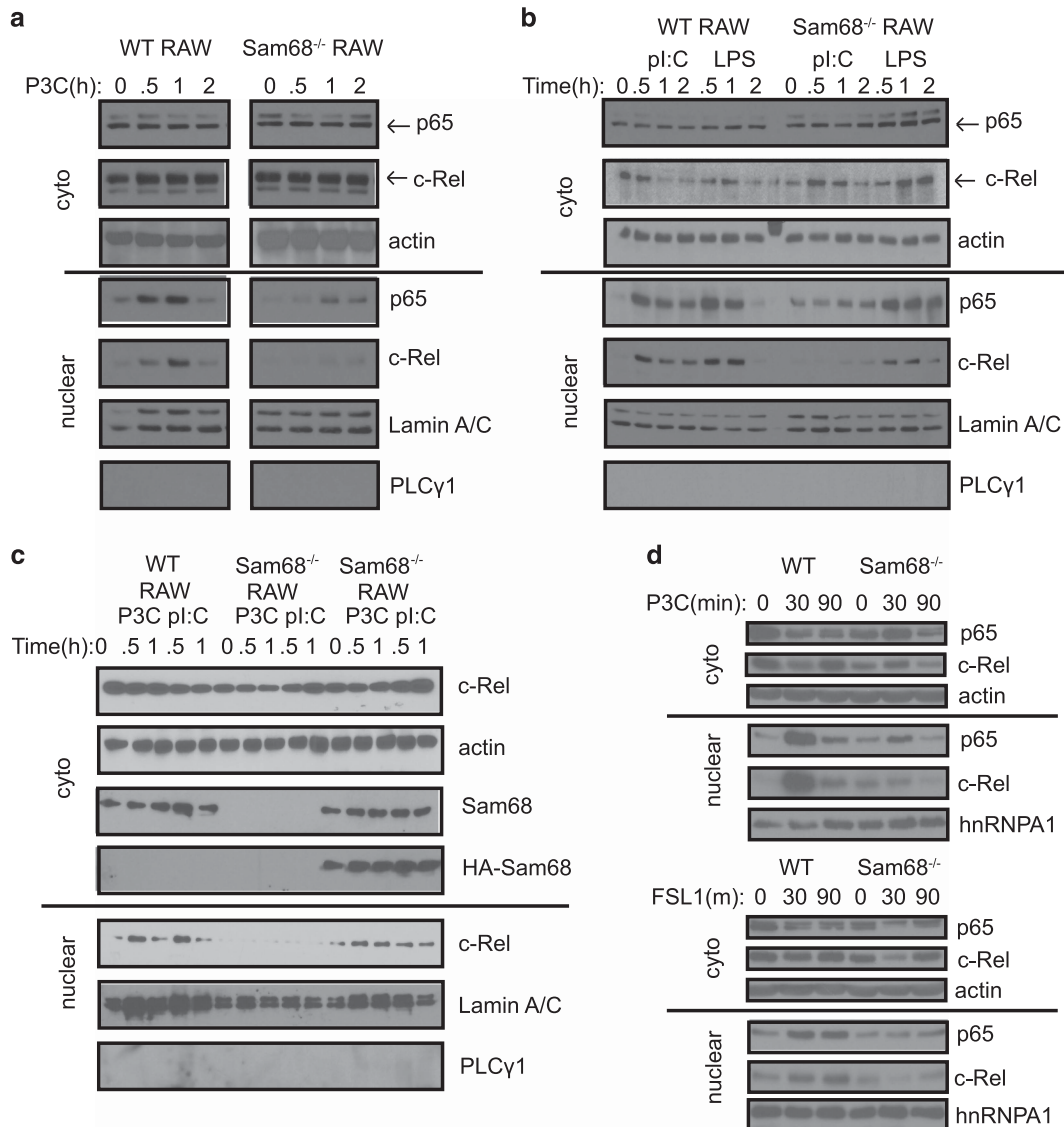 a
WT RAW Sam68-/- RAW
P3C(h): 0 .5 1 2 0 .5 1 2
cyto
← p65
← c-Rel
actin
nuclear
p65
c-Rel
Lamin A/C
PLCγ1
b
WT RAW Sam68-/- RAW
pI:C LPS pI:C LPS
Time(h): 0 .5 1 2 .5 1 2 0 .5 1 2 .5 1 2
cyto
← p65
← c-Rel
actin
nuclear
p65
c-Rel
Lamin A/C
PLCγ1
c
WT Sam68-/- Sam68-/-
RAW RAW RAW
P3C pI:C P3C pI:C P3C pI:C
Time(h):0 .5 1 .5 1 0 .5 1 .5 1 0 .5 1 .5 1
cyto
c-Rel
actin
Sam68
HA-Sam68
nuclear
c-Rel
Lamin A/C
PLCγ1
d
WT Sam68-/-
P3C(min): 0 30 90 0 30 90
cyto
p65
c-Rel
actin
nuclear
p65
c-Rel
hnRNPA1
WT Sam68-/-
FSL1(m): 0 30 90 0 30 90
cyto
p65
c-Rel
actin
nuclear
p65
c-Rel
hnRNPA1